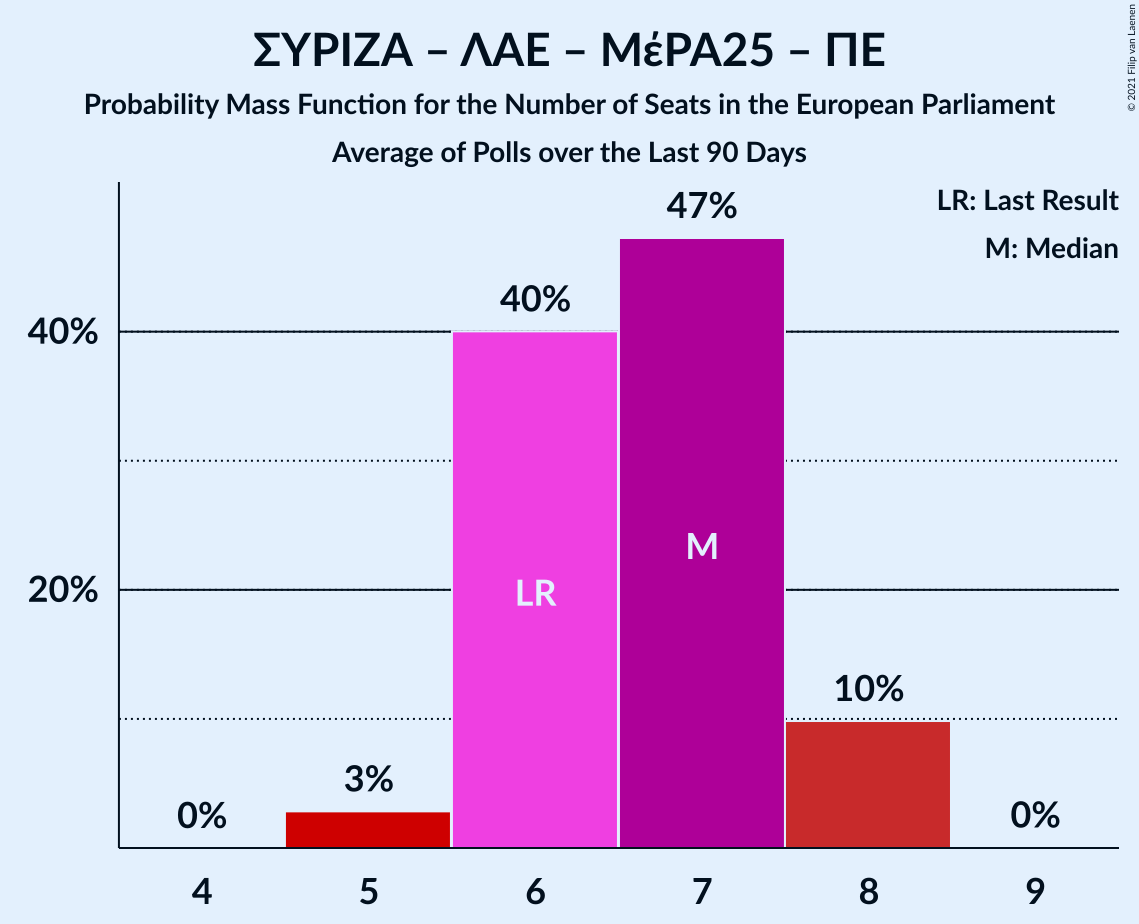 ΣΥΡΙΖΑ – ΛΑΕ – ΜέΡΑ25 – ΠΕ
Probability Mass Function for the Number of Seats in the European Parliament
Average of Polls over the Last 90 Days
© 2021 Filip van Laenen
LR: Last Result
M: Median
47%
40%
40%
M
20%
LR
10%
3%
0%
0%
4 5 6 7 8 9